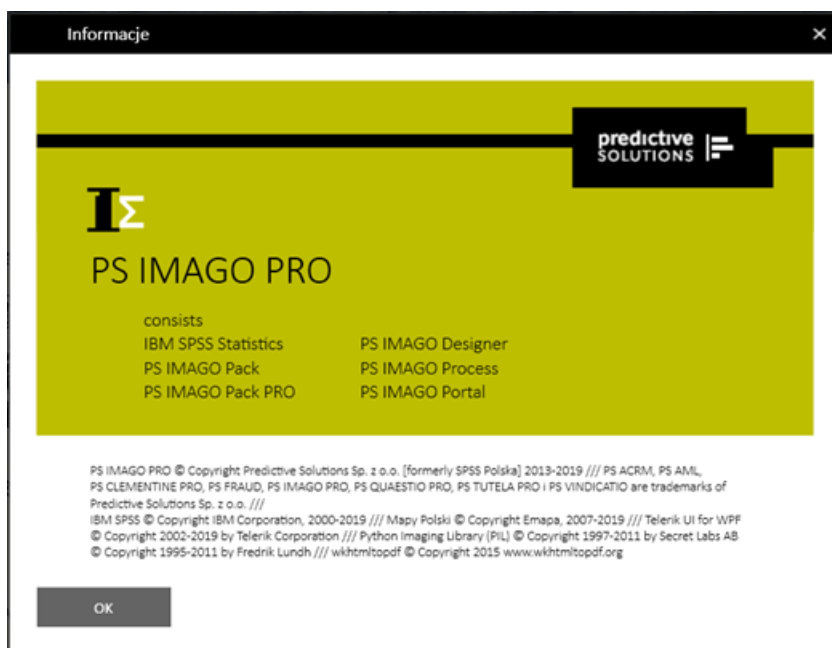 Informacje
predictive
SOLUTIONS
IΣ
PS IMAGO PRO
consists
IBM SPSS Statistics
PS IMAGO Pack
PS IMAGO Pack PRO
PS IMAGO Designer
PS IMAGO Process
PS IMAGO Portal
PS IMAGO PRO © Copyright Predictive Solutions Sp. z o.o. [formerly SPSS Polska] 2013-2019 /// PS ACRM, PS AML,
PS CLEMENTINE PRO, PS FRAUD, PS IMAGO PRO, PS QUAESTIO PRO, PS TUTELA PRO i PS VINDICATIO are trademarks of
Predictive Solutions Sp. z o.o. ///
IBM SPSS © Copyright IBM Corporation, 2000-2019 /// Mapy Polski © Copyright Emapa, 2007-2019 /// Telerik UI for WPF
© Copyright 2002-2019 by Telerik Corporation /// Python Imaging Library (PIL) © Copyright 1997-2011 by Secret Labs AB
© Copyright 1995-2011 by Fredrik Lundh /// wkhtmltopdf © Copyright 2015 www.wkhtmltopdf.org
OK